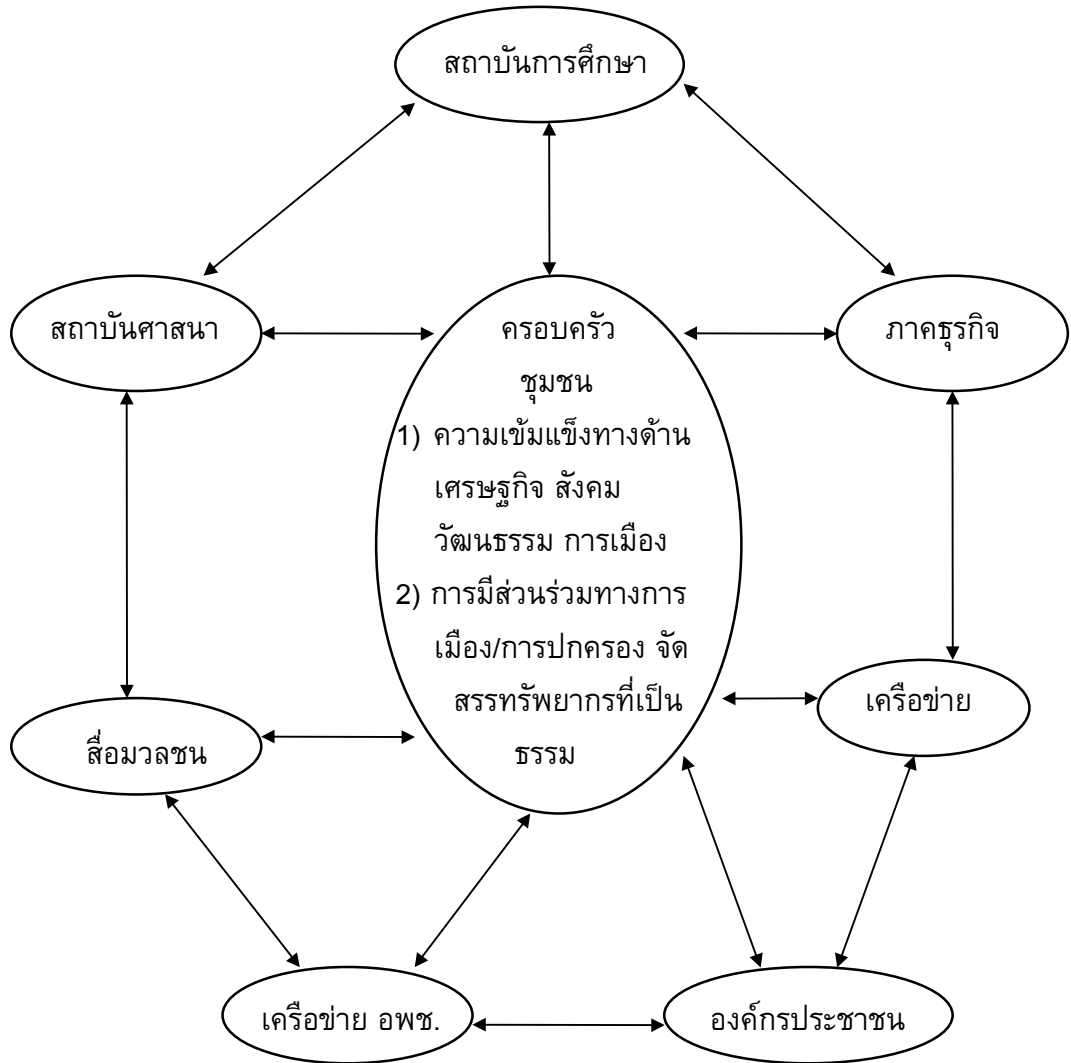 สถาบันการศึกษา
สถาบันศาสนา
ครอบครัว
ชุมชน
1) ความเข้มแข็งทางด้าน
เศรษฐกิจ สังคม
วัฒนธรรม การเมือง
2) การมีส่วนร่วมทางการ
เมือง/การปกครอง จัด
สรรทรัพยากรที่เป็น
ธรรม
ภาคธุรกิจ
สื่อมวลชน
เครือข่าย
เครือข่าย อพช.
องค์กรประชาชน